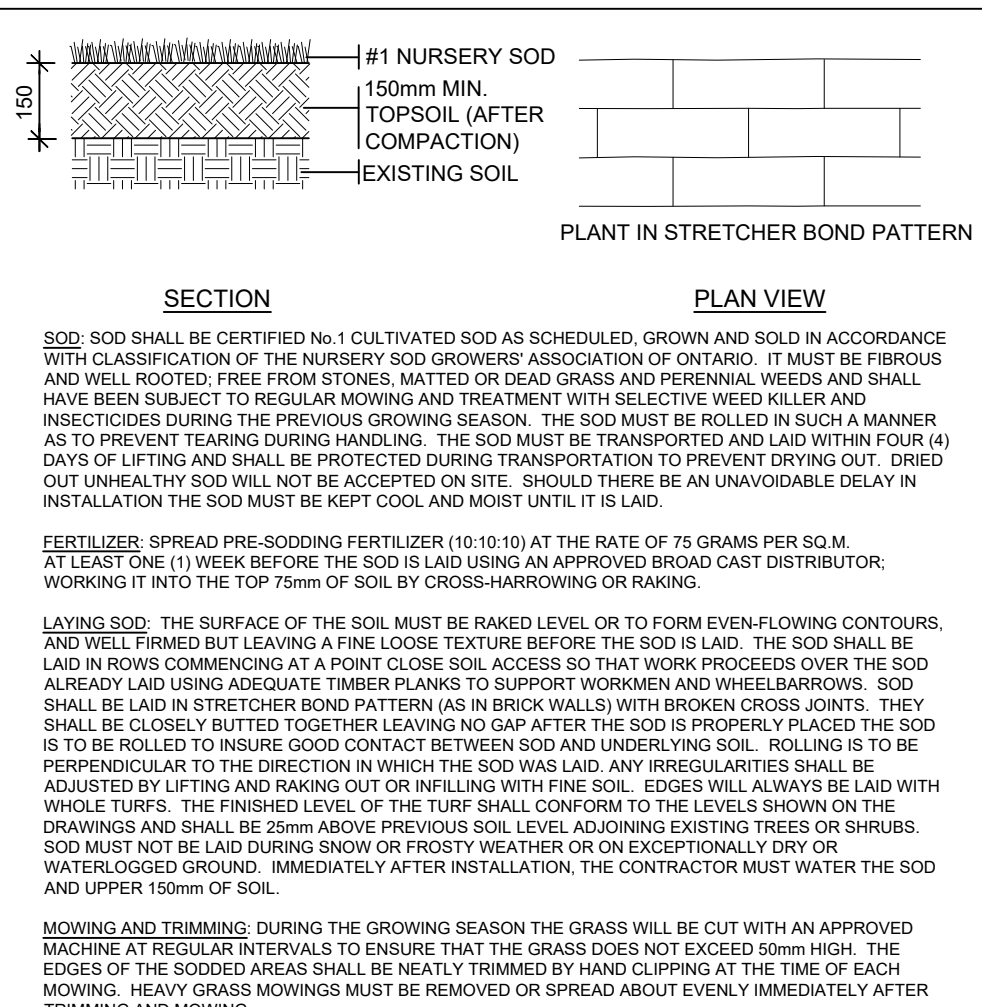 #1 NURSERY SOD
150mm MIN.
TOPSOIL (AFTER
COMPACTION)
EXISTING SOIL
150
PLANT IN STRETCHER BOND PATTERN
SECTION
PLAN VIEW
SOD: SOD SHALL BE CERTIFIED No.1 CULTIVATED SOD AS SCHEDULED, GROWN AND SOLD IN ACCORDANCE
WITH CLASSIFICATION OF THE NURSERY SOD GROWERS' ASSOCIATION OF ONTARIO. IT MUST BE FIBROUS
AND WELL ROOTED; FREE FROM STONES, MATTED OR DEAD GRASS AND PERENNIAL WEEDS AND SHALL
HAVE BEEN SUBJECT TO REGULAR MOWING AND TREATMENT WITH SELECTIVE WEED KILLER AND
INSECTICIDES DURING THE PREVIOUS GROWING SEASON. THE SOD MUST BE ROLLED IN SUCH A MANNER
AS TO PREVENT TEARING DURING HANDLING. THE SOD MUST BE TRANSPORTED AND LAID WITHIN FOUR (4)
DAYS OF LIFTING AND SHALL BE PROTECTED DURING TRANSPORTATION TO PREVENT DRYING OUT. DRIED
OUT UNHEALTHY SOD WILL NOT BE ACCEPTED ON SITE. SHOULD THERE BE AN UNAVOIDABLE DELAY IN
INSTALLATION THE SOD MUST BE KEPT COOL AND MOIST UNTIL IT IS LAID.
FERTILIZER: SPREAD PRE-SODDING FERTILIZER (10:10:10) AT THE RATE OF 75 GRAMS PER SQ.M.
AT LEAST ONE (1) WEEK BEFORE THE SOD IS LAID USING AN APPROVED BROAD CAST DISTRIBUTOR;
WORKING IT INTO THE TOP 75mm OF SOIL BY CROSS-HARROWING OR RAKING.
LAYING SOD: THE SURFACE OF THE SOIL MUST BE RAKED LEVEL OR TO FORM EVEN-FLOWING CONTOURS,
AND WELL FIRMED BUT LEAVING A FINE LOOSE TEXTURE BEFORE THE SOD IS LAID. THE SOD SHALL BE
LAID IN ROWS COMMENCING AT A POINT CLOSE SOIL ACCESS SO THAT WORK PROCEEDS OVER THE SOD
ALREADY LAID USING ADEQUATE TIMBER PLANKS TO SUPPORT WORKMEN AND WHEELBARROWS. SOD
SHALL BE LAID IN STRETCHER BOND PATTERN (AS IN BRICK WALLS) WITH BROKEN CROSS JOINTS. THEY
SHALL BE CLOSELY BUTTED TOGETHER LEAVING NO GAP AFTER THE SOD IS PROPERLY PLACED THE SOD
IS TO BE ROLLED TO INSURE GOOD CONTACT BETWEEN SOD AND UNDERLYING SOIL. ROLLING IS TO BE
PERPENDICULAR TO THE DIRECTION IN WHICH THE SOD WAS LAID. ANY IRREGULARITIES SHALL BE
ADJUSTED BY LIFTING AND RAKING OUT OR INFILLING WITH FINE SOIL. EDGES WILL ALWAYS BE LAID WITH
WHOLE TURFS. THE FINISHED LEVEL OF THE TURF SHALL CONFORM TO THE LEVELS SHOWN ON THE
DRAWINGS AND SHALL BE 25mm ABOVE PREVIOUS SOIL LEVEL ADJOINING EXISTING TREES OR SHRUBS.
SOD MUST NOT BE LAID DURING SNOW OR FROSTY WEATHER OR ON EXCEPTIONALLY DRY OR
WATERLOGGED GROUND. IMMEDIATELY AFTER INSTALLATION, THE CONTRACTOR MUST WATER THE SOD
AND UPPER 150mm OF SOIL.
MOWING AND TRIMMING: DURING THE GROWING SEASON THE GRASS WILL BE CUT WITH AN APPROVED
MACHINE AT REGULAR INTERVALS TO ENSURE THAT THE GRASS DOES NOT EXCEED 50mm HIGH. THE
EDGES OF THE SODDED AREAS SHALL BE NEATLY TRIMMED BY HAND CLIPPING AT THE TIME OF EACH
MOWING. HEAVY GRASS MOWINGS MUST BE REMOVED OR SPREAD ABOUT EVENLY IMMEDIATELY AFTER
TRIMMING AND MOWING.